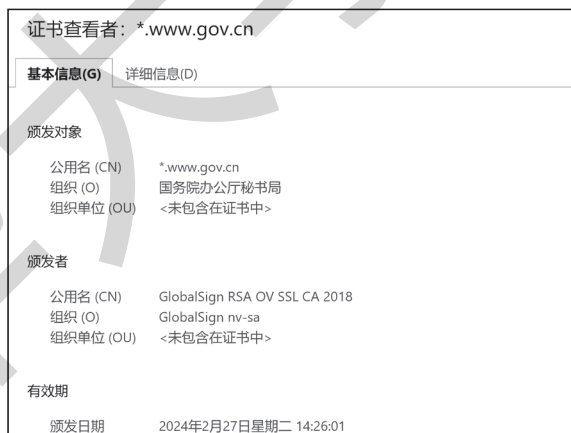 证书查看者：*.www.gov.cn
基本信息(G) 详细信息(D)
颁发对象
公用名 (CN) *.www.gov.cn
组织 (O) 国务院办公厅秘书局
组织单位 (OU) <未包含在证书中>
颁发者
公用名 (CN) GlobalSign RSA OV SSL CA 2018
组织 (O) GlobalSign nv-sa
组织单位 (OU) <未包含在证书中>
有效期
颁发日期 2024年2月27日星期二 14:26:01